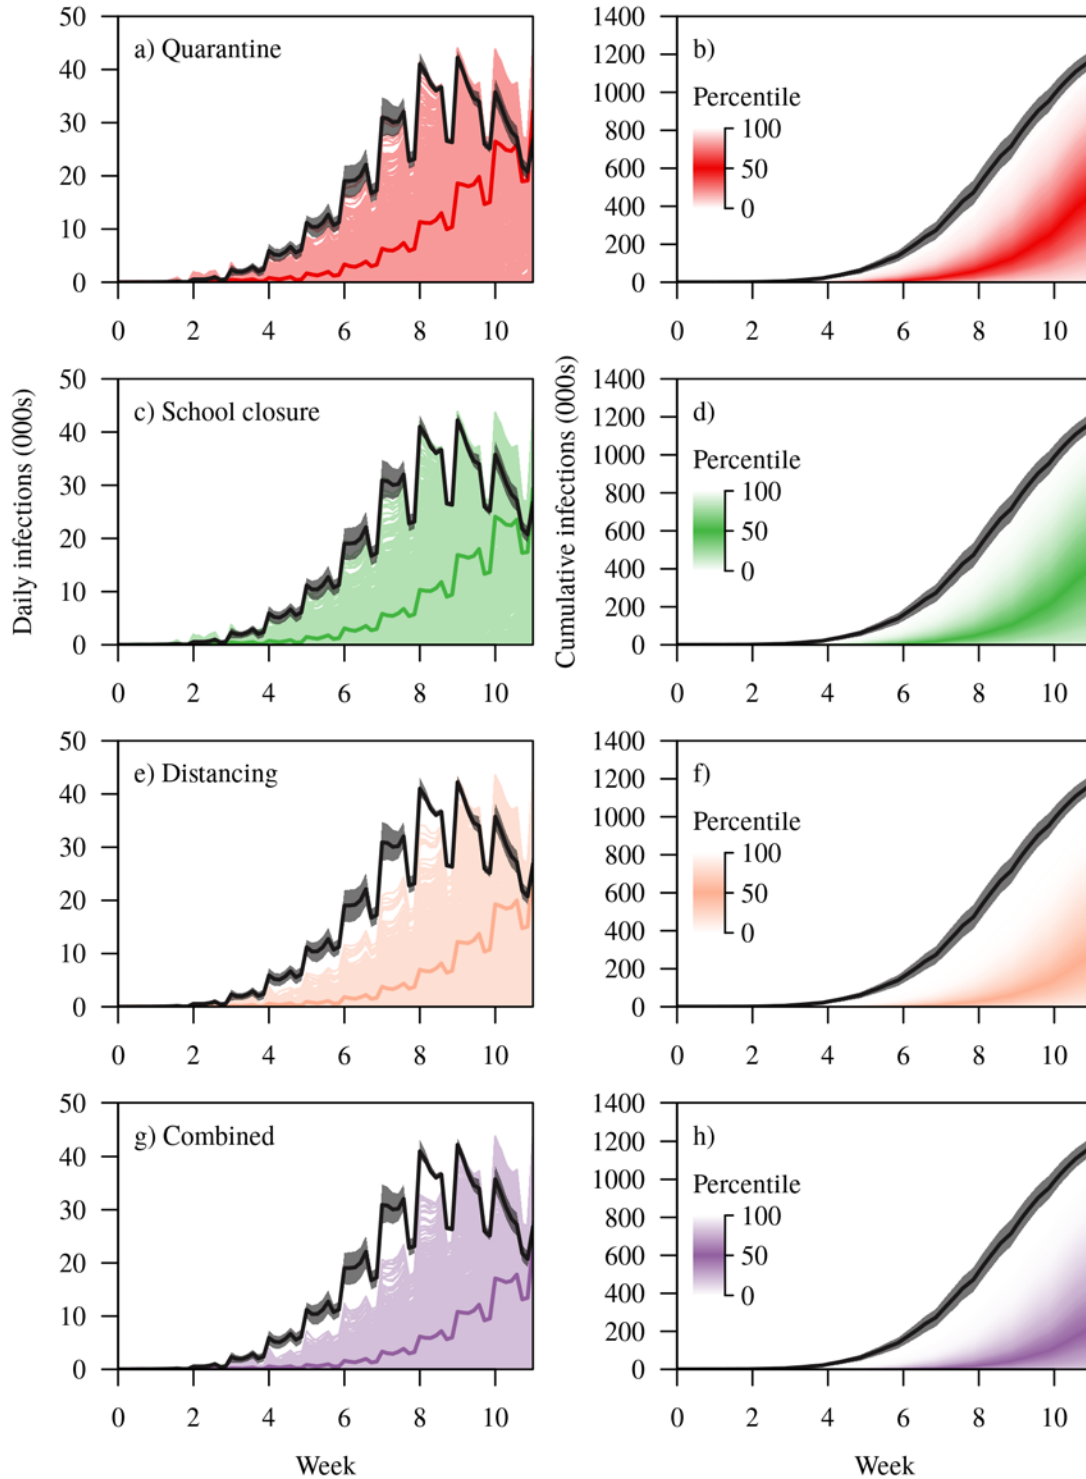 50
40
30
20
10
0
a) Quarantine
0 2 4 6 8 10
1400
1200
1000
800
600
400
200
0
b)
Percentile
100
50
0
0 2 4 6 8 10
Daily infections (000s)
50
40
30
20
10
0
c) School closure
0 2 4 6 8 10
Cumulative infections (000s)
1400
1200
1000
800
600
400
200
0
d)
Percentile
100
50
0
0 2 4 6 8 10
50
40
30
20
10
0
e) Distancing
0 2 4 6 8 10
1400
1200
1000
800
600
400
200
0
f)
Percentile
100
50
0
0 2 4 6 8 10
50
40
30
20
10
0
g) Combined
0 2 4 6 8 10
Week
1400
1200
1000
800
600
400
200
0
h)
Percentile
100
50
0
0 2 4 6 8 10
Week